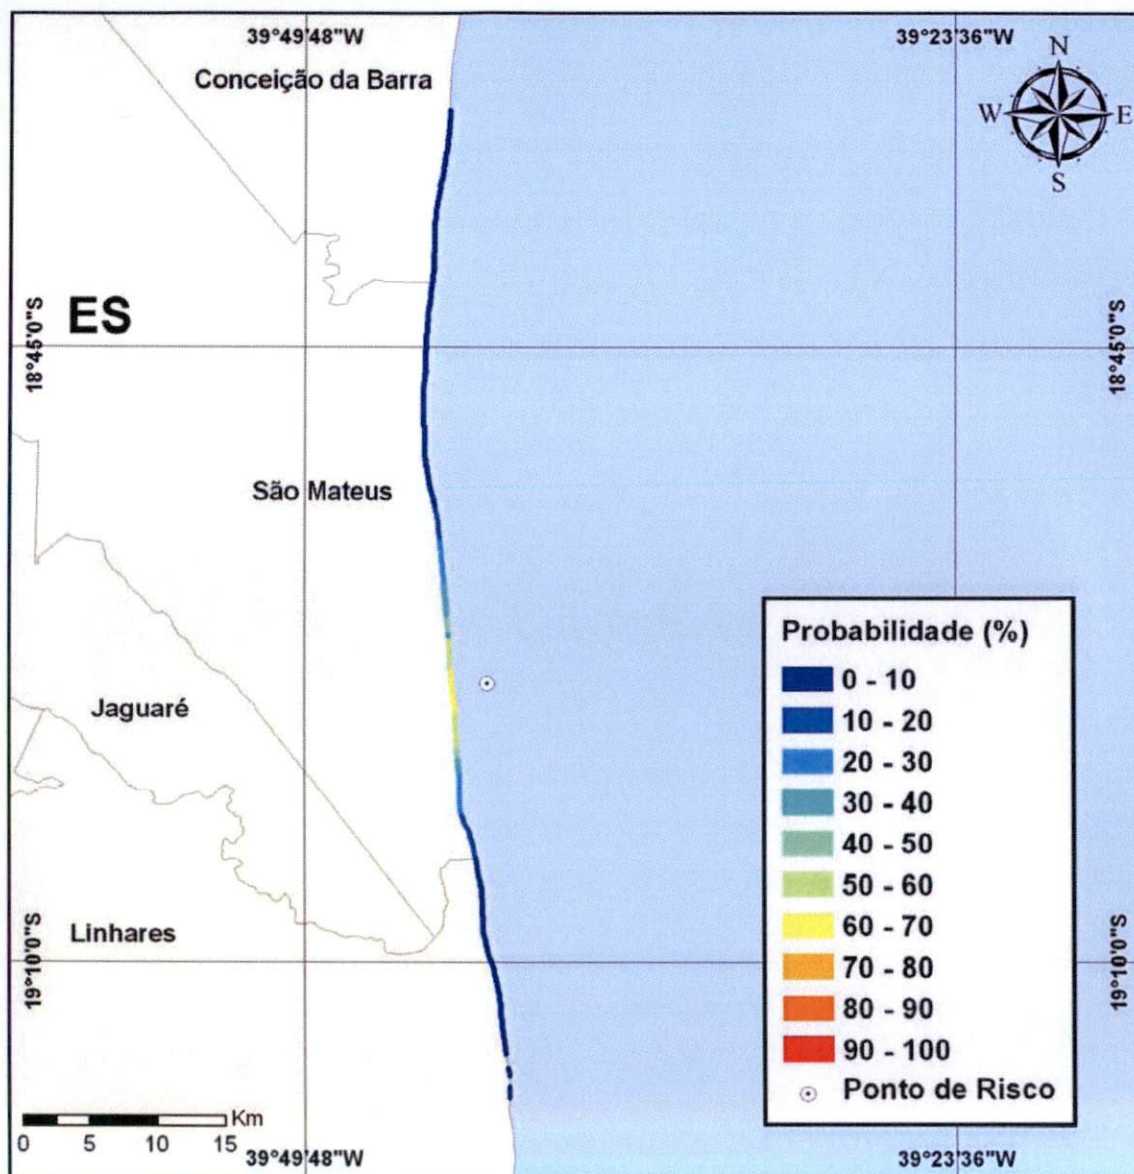 39°49'48"W
39°23'36"W
Conceição da Barra
N
W
E
S
ES
18°45'0"S
18°45'0"S
São Mateus
Probabilidade (%)
0 - 10
10 - 20
20 - 30
30 - 40
40 - 50
50 - 60
60 - 70
70 - 80
80 - 90
90 - 100
Ponto de Risco
Jaguaré
Linhares
19°10'0"S
19°10'0"S
Km
0 5 10 15
39°49'48"W
39°23'36"W